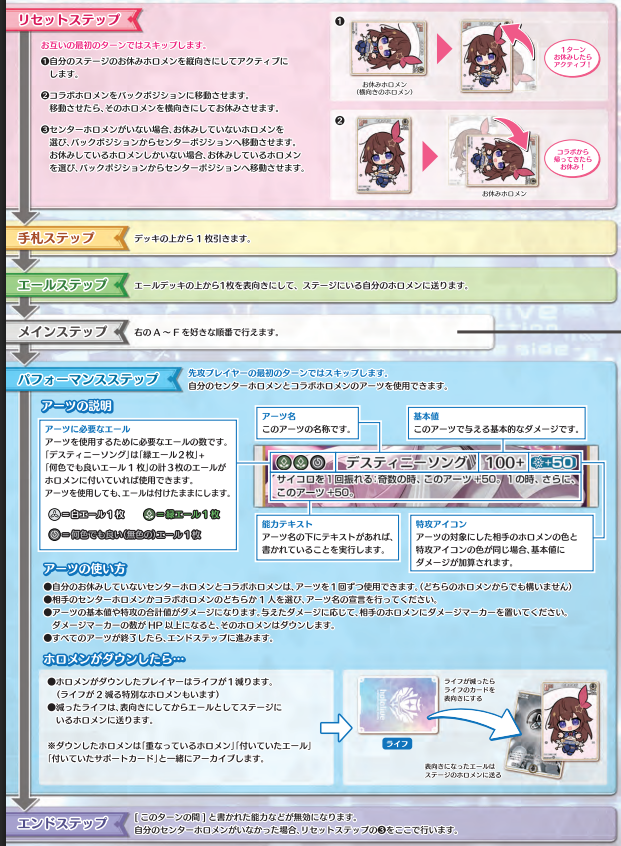 リセットステップ
お互いの最初のターンではスキップします。
❶自分のステージのお休みホロメンを縦向きにしてアクティブに
します。
❷コラボホロメンをバックポジションに移動させます。
移動させたら、そのホロメンを横向きにしてお休みさせます。
❸センターホロメンがいない場合、お休みしていないホロメンを
選び、バックポジションからセンターポジションへ移動させます。
お休みしているホロメンしかいない場合、お休みしているホロメン
を選び、バックポジションからセンターポジションへ移動させます。
❶
お休みホロメン
(横向きのホロメン)
1ターン
お休みしたら
アクティブ!
❷
コラボから
帰ってきたら
お休み!
お休みホロメン
手札ステップ
デッキの上から1枚引きます。
エールステップ
エールデッキの上から1枚を表向きにして、ステージにいる自分のホロメンに送ります。
メインステップ
右のA～Fを好きな順番で行えます。
パフォーマンスステップ
先攻プレイヤーの最初のターンではスキップします。
自分のセンターホロメンとコラボホロメンのアーツを使用できます。
アーツの説明
アーツに必要なエール
アーツを使用するために必要なエールの数です。
「デスティニーソング」は「緑エール2枚」+
「何色でも良いエール1枚」の計3枚のエールが
ホロメンに付いていれば使用できます。
アーツを使用しても、エールは付けたままにします。
=白エール1枚 =緑エール1枚
=何色でも良い(無色の)エール1枚
アーツ名
このアーツの名称です。
基本値
このアーツで与える基本的なダメージです。
デスティニーソング 100+ +50
サイコロを1回振れる:奇数の時、このアーツ+50。1の時、さらに、
このアーツ+50。
能力テキスト
アーツ名の下にテキストがあれば、
書かれていることを実行します。
特攻アイコン
アーツの対象にした相手のホロメンの色と
特攻アイコンの色が同じ場合、基本値に
ダメージが加算されます。
アーツの使い方
●自分のお休みしていないセンターホロメンとコラボホロメンは、アーツを1回ずつ使用できます。(どちらのホロメンからでも構いません)
●相手のセンターホロメンかコラボホロメンのどちらか1人を選び、アーツ名の宣言を行ってください。
●アーツの基本値や特攻の合計値がダメージになります。与えたダメージに応じて、相手のホロメンにダメージマーカーを置いてください。
ダメージマーカーの数がHP以上になると、そのホロメンはダウンします。
●すべてのアーツが終了したら、エンドステップに進みます。
ホロメンがダウンしたら…
●ホロメンがダウンしたプレイヤーはライフが1減ります。
(ライフが2減る特別なホロメンもいます)
●減ったライフは、表向きにしてからエールとしてステージに
いるホロメンに送ります。
※ダウンしたホロメンは「重なっているホロメン」「付いていたエール」
「付いていたサポートカード」と一緒にアーカイブします。
hololive
ライフ
ライフが減ったら
ライフのカードを
表向きにする
表向きになったエールは
ステージのホロメンに送る
エンドステップ
[このターンの間]と書かれた能力などが無効になります。
自分のセンターホロメンがいなかった場合、リセットステップの❸をここで行います。